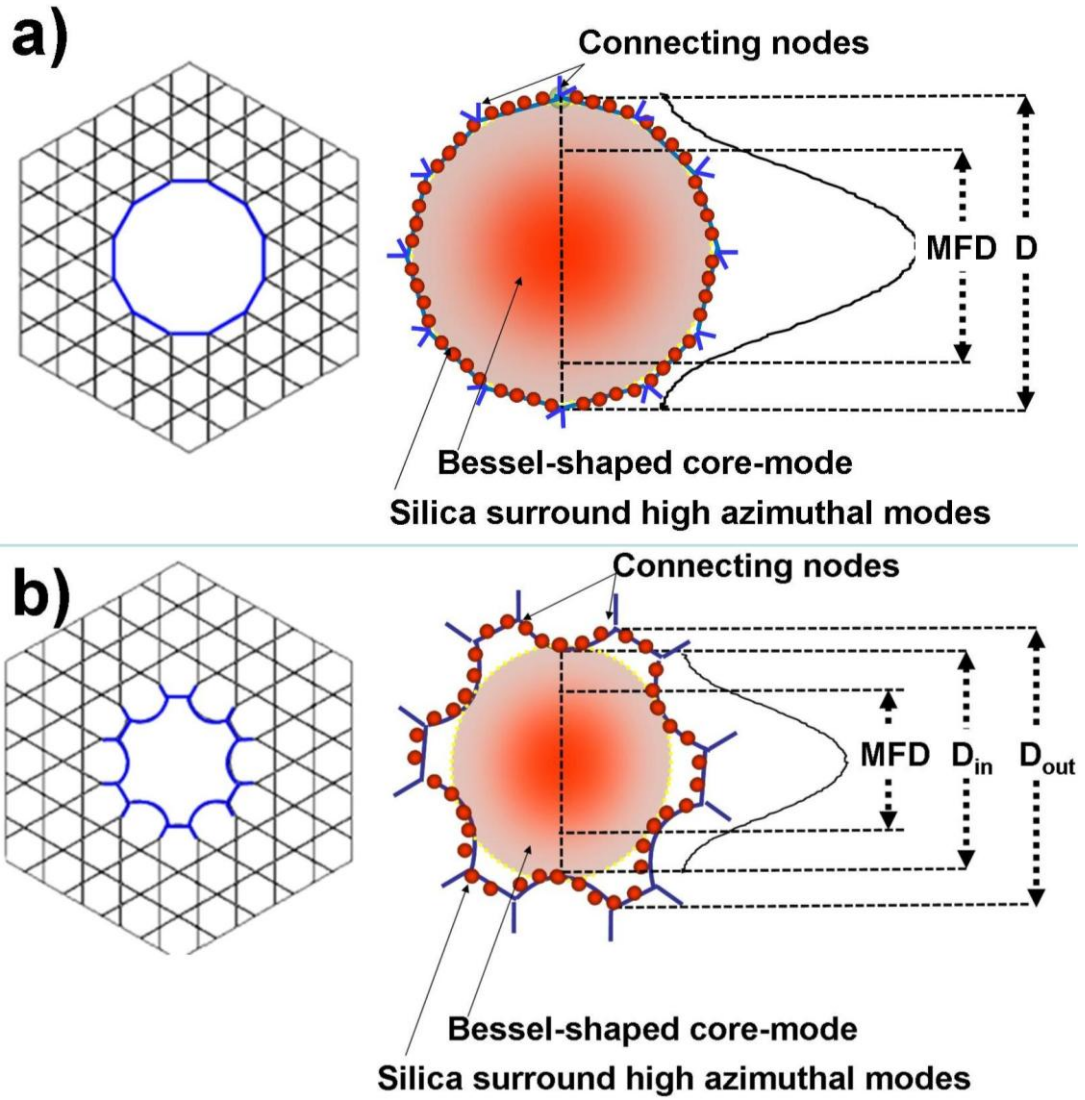 a)
Connecting nodes
MFD D
Bessel-shaped core-mode
Silica surround high azimuthal modes
b)
Connecting nodes
MFD Din Dout
Bessel-shaped core-mode
Silica surround high azimuthal modes